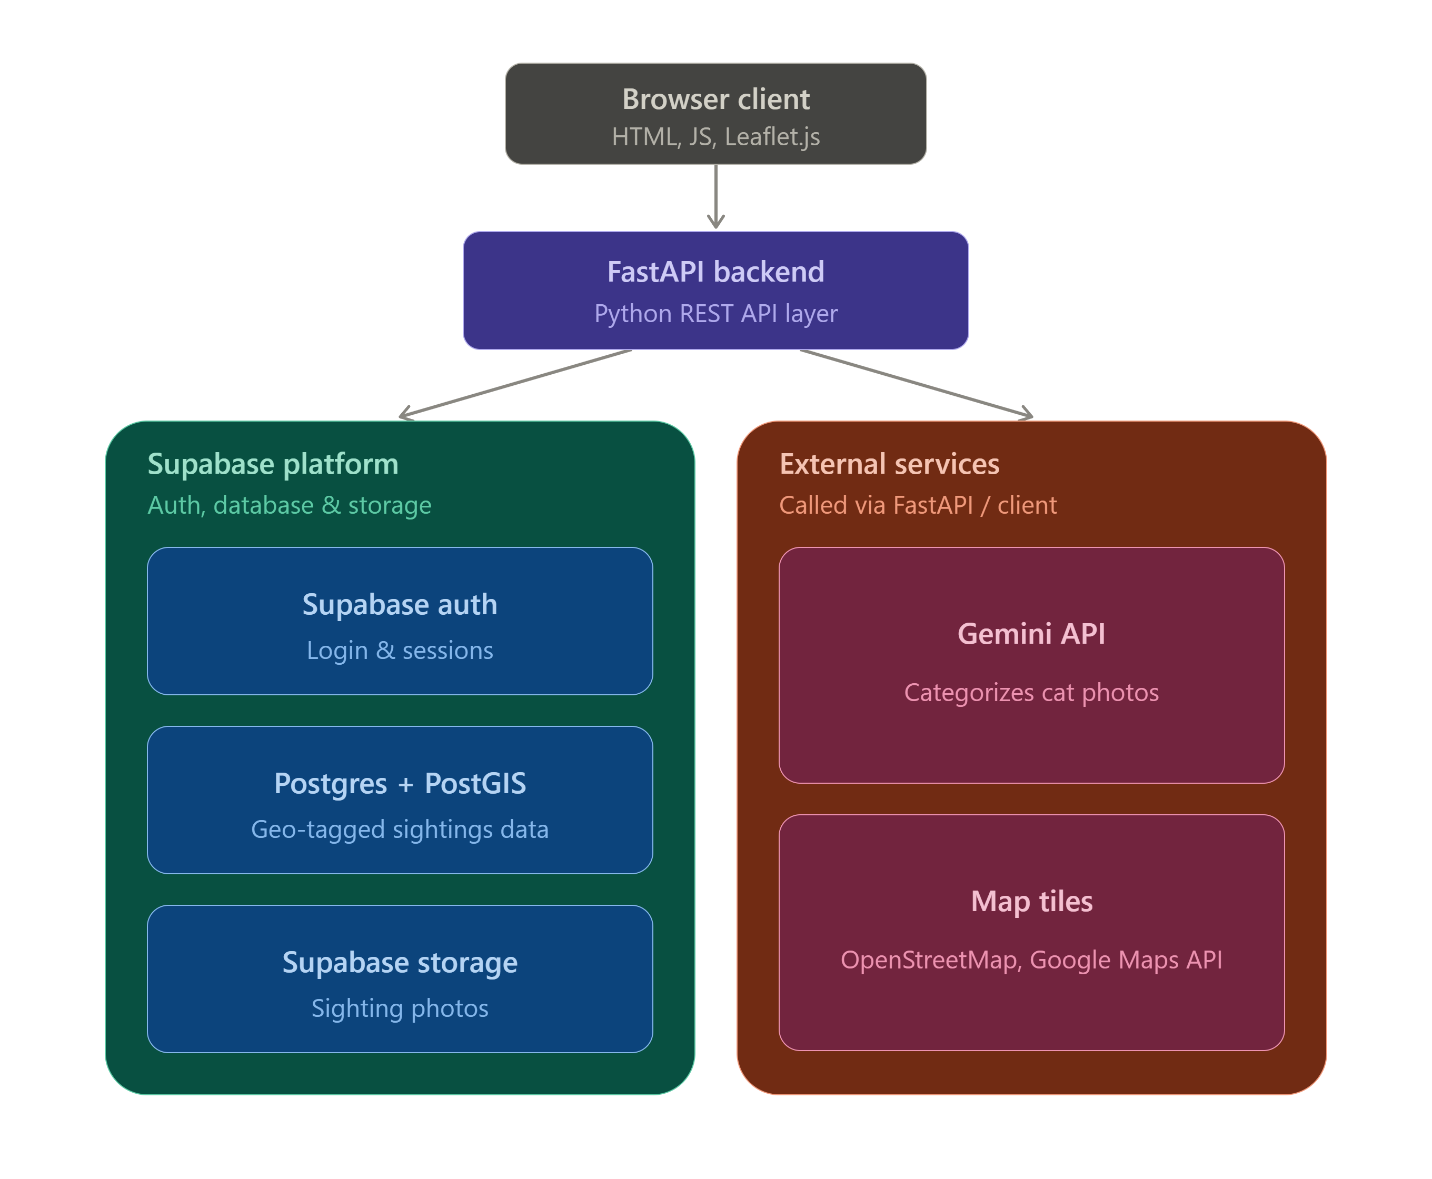 Browser client
HTML, JS, Leaflet.js
FastAPI backend
Python REST API layer
Supabase platform
Auth, database & storage
Supabase auth
Login & sessions
Postgres + PostGIS
Geo-tagged sightings data
Supabase storage
Sighting photos
External services
Called via FastAPI / client
Gemini API
Categorizes cat photos
Map tiles
OpenStreetMap, Google Maps API